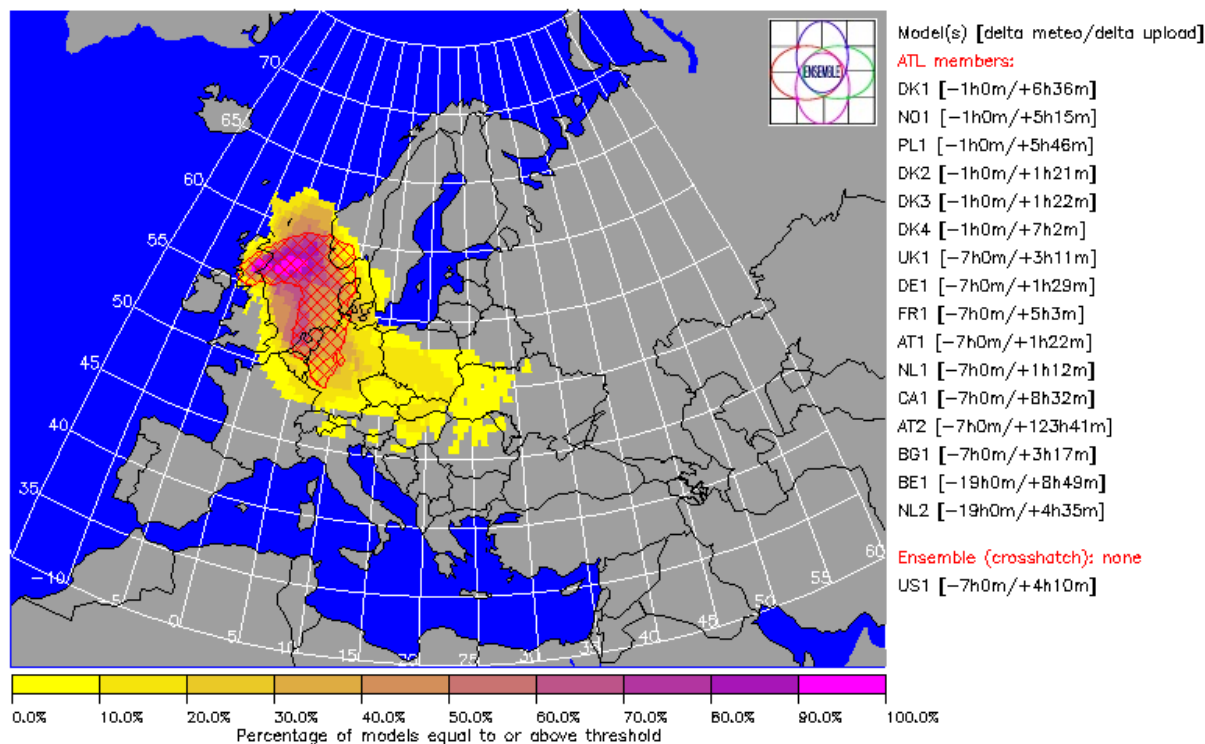 Model(s) [delta meteo/delta upload]
ATL members:
DK1 [-1h0m/+6h36m]
NO1 [-1h0m/+5h15m]
PL1 [-1h0m/+5h46m]
DK2 [-1h0m/+1h21m]
DK3 [-1h0m/+1h22m]
DK4 [-1h0m/+7h2m]
UK1 [-7h0m/+3h11m]
DE1 [-7h0m/+1h29m]
FR1 [-7h0m/+5h3m]
AT1 [-7h0m/+1h22m]
NL1 [-7h0m/+1h12m]
CA1 [-7h0m/+8h32m]
AT2 [-7h0m/+123h41m]
BG1 [-7h0m/+3h17m]
BE1 [-19h0m/+8h49m]
NL2 [-19h0m/+4h35m]
Ensemble (crosshatch): none
US1 [-7h0m/+4h10m]
ENSEMBLE
70
65
60
55
50
45
40
35
-10 -5 0 5 10 15 20 25 30 35 40 45 50 55 60
0.0% 10.0% 20.0% 30.0% 40.0% 50.0% 60.0% 70.0% 80.0% 90.0% 100.0%
Percentage of models equal to or above threshold